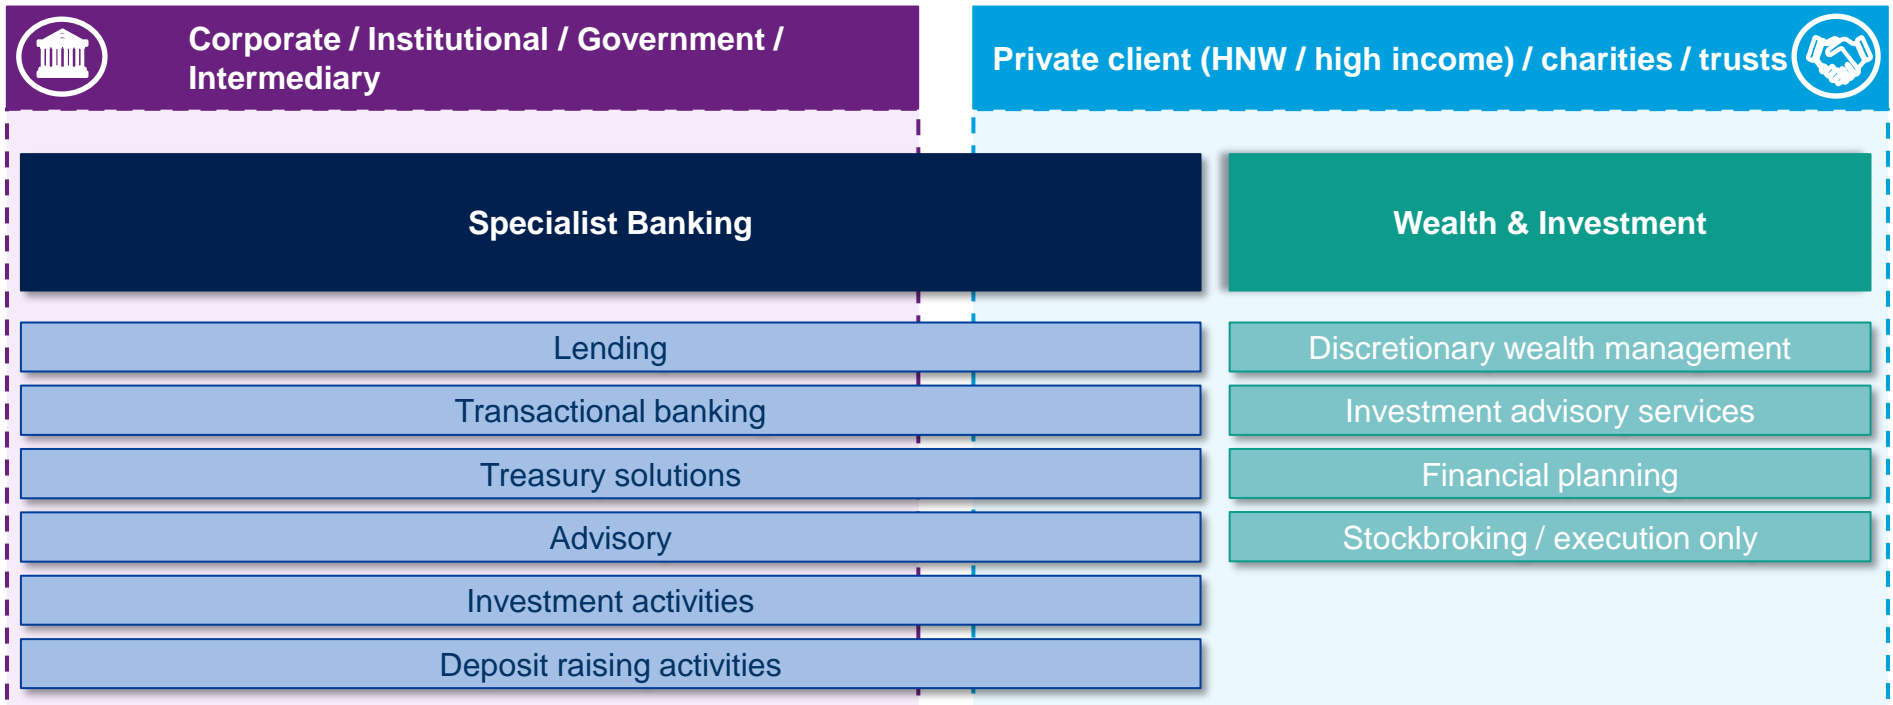 Corporate / Institutional / Government /
Intermediary
Private client (HNW / high income) / charities / trusts
Specialist Banking
Lending
Transactional banking
Treasury solutions
Advisory
Investment activities
Deposit raising activities
Wealth & Investment
Discretionary wealth management
Investment advisory services
Financial planning
Stockbroking / execution only